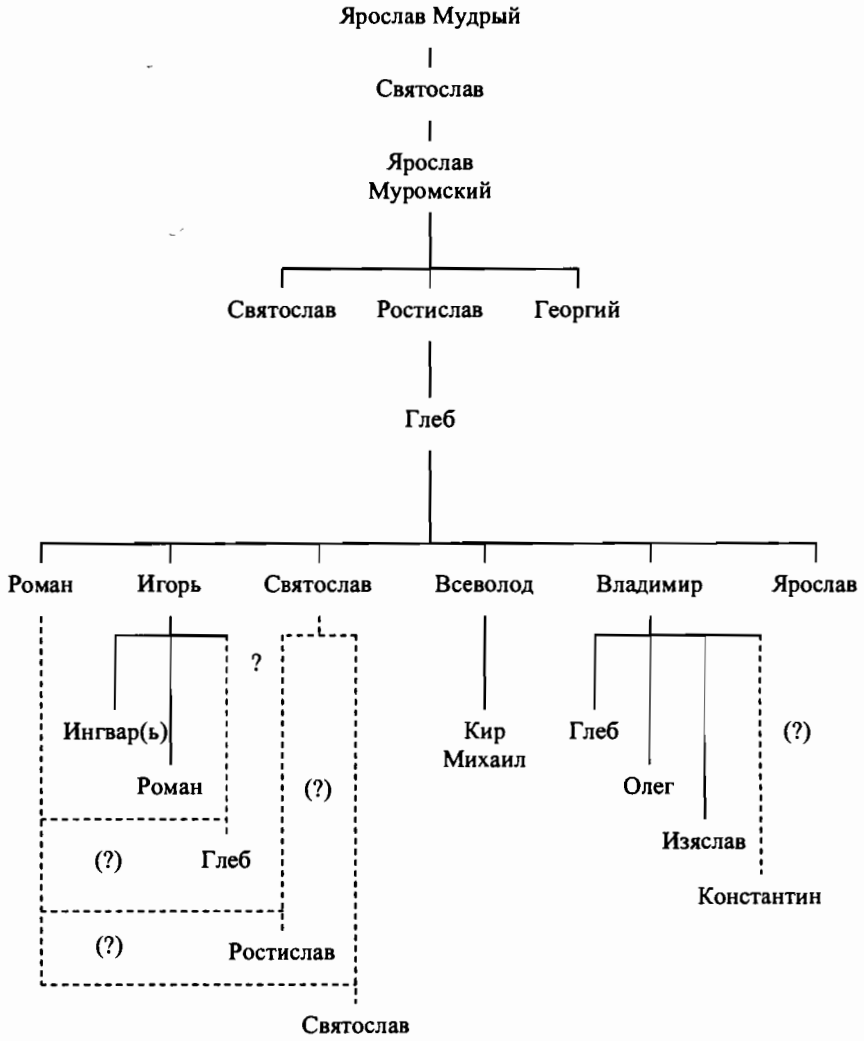 Ярослав Мудрый
Святослав
Ярослав
Муромский
Святослав Ростислав Георгий
Глеб
Роман Игорь Святослав Всеволод Владимир Ярослав
?
Ингвар(ь) Кир Глеб (?)
Михаил
Роман (?) Олег
Изяслав
(?) Глеб
Константин
(?) Ростислав
Святослав